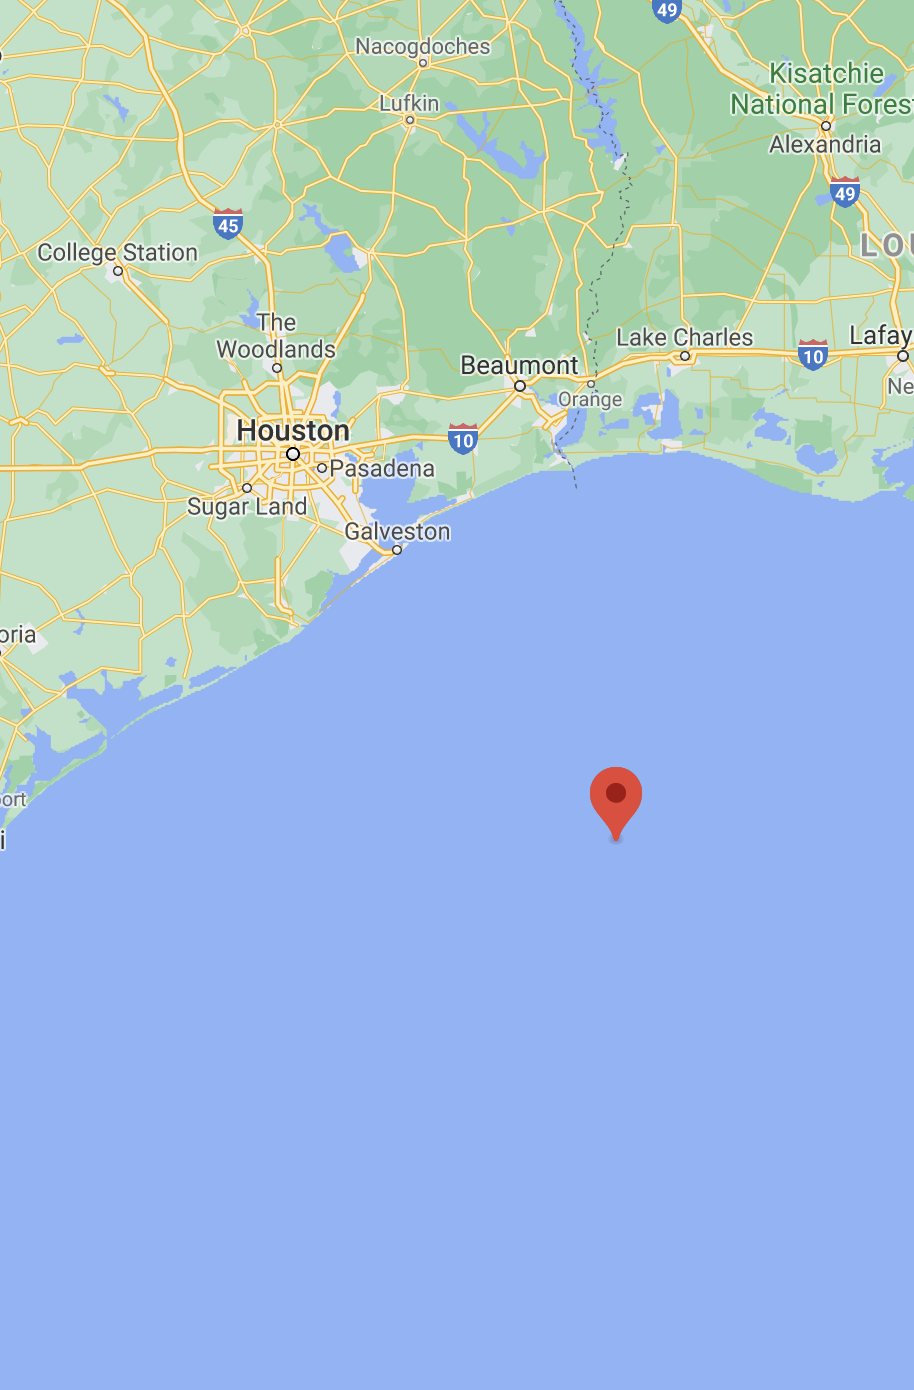 49
Nacogdoches
Kisatchie
National Forest
Lufkin
Alexandria
49
45
LOU
College Station
The
Woodlands
Lake Charles
Lafay
10
Beaumont
Orange
Ne
Houston
10
Pasadena
Sugar Land
Galveston
oria
ort
i